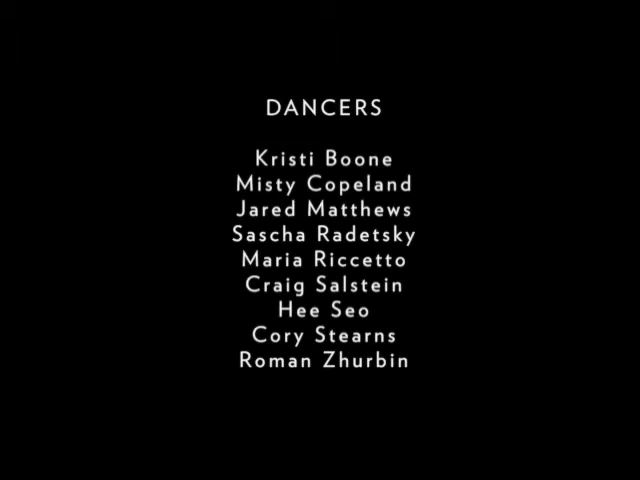 DANCERS
Kristi Boone
Misty Copeland
Jared Matthews
Sascha Radetsky
Maria Riccetto
Craig Salstein
Hee Seo
Cory Stearns
Roman Zhurbin